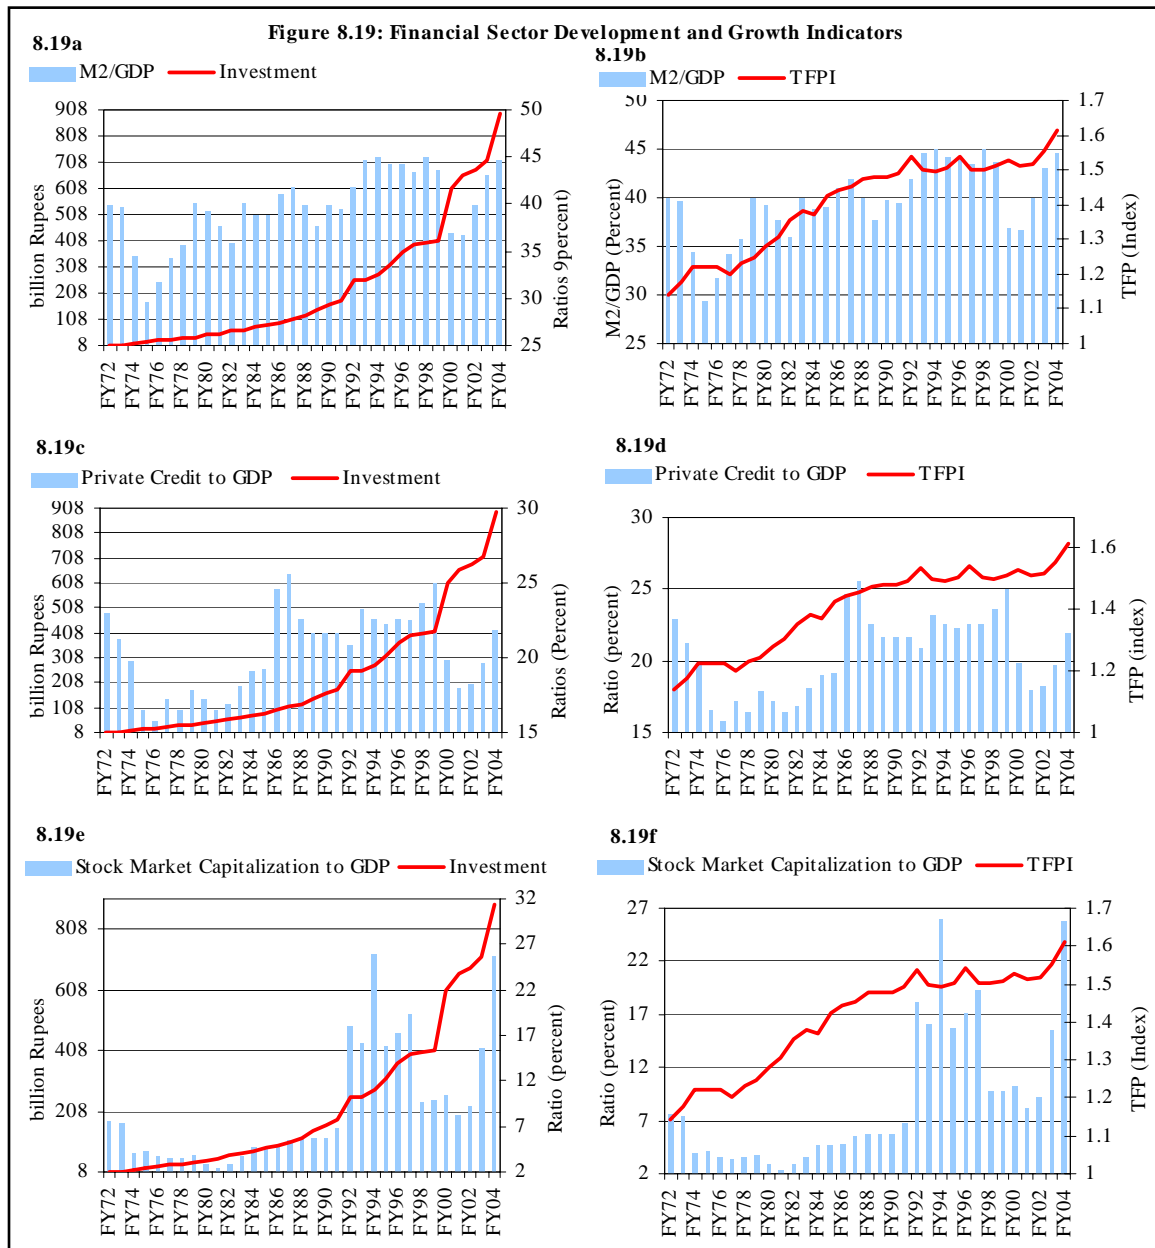 Figure 8.19: Financial Sector Development and Growth Indicators
8.19a
M2/GDP Investment
908
808
708
608
508
408
308
208
108
8
billion Rupees
50
45
40
35
30
25
Ratios 9percent)
FY72 FY74 FY76 FY78 FY80 FY82 FY84 FY86 FY88 FY90 FY92 FY94 FY96 FY98 FY00 FY02 FY04
8.19b
M2/GDP TFPI
50
45
40
35
30
25
M2/GDP (Percent)
1.7
1.6
1.5
1.4
1.3
1.2
1.1
1
TFP (Index)
FY72 FY74 FY76 FY78 FY80 FY82 FY84 FY86 FY88 FY90 FY92 FY94 FY96 FY98 FY00 FY02 FY04
8.19c
Private Credit to GDP Investment
908
808
708
608
508
408
308
208
108
8
billion Rupees
30
25
20
15
Ratios (Percent)
FY72 FY74 FY76 FY78 FY80 FY82 FY84 FY86 FY88 FY90 FY92 FY94 FY96 FY98 FY00 FY02 FY04
8.19d
Private Credit to GDP TFPI
30
25
20
15
Ratio (percent)
1.6
1.4
1.2
1
TFP (index)
FY72 FY74 FY76 FY78 FY80 FY82 FY84 FY86 FY88 FY90 FY92 FY94 FY96 FY98 FY00 FY02 FY04
8.19e
Stock Market Capitalization to GDP Investment
808
608
408
208
8
billion Rupees
32
27
22
17
12
7
2
Ratio (percent)
FY72 FY74 FY76 FY78 FY80 FY82 FY84 FY86 FY88 FY90 FY92 FY94 FY96 FY98 FY00 FY02 FY04
8.19f
Stock Market Capitalization to GDP TFPI
27
22
17
12
7
2
Ratio (percent)
1.7
1.6
1.5
1.4
1.3
1.2
1.1
1
TFP (Index)
FY72 FY74 FY76 FY78 FY80 FY82 FY84 FY86 FY88 FY90 FY92 FY94 FY96 FY98 FY00 FY02 FY04